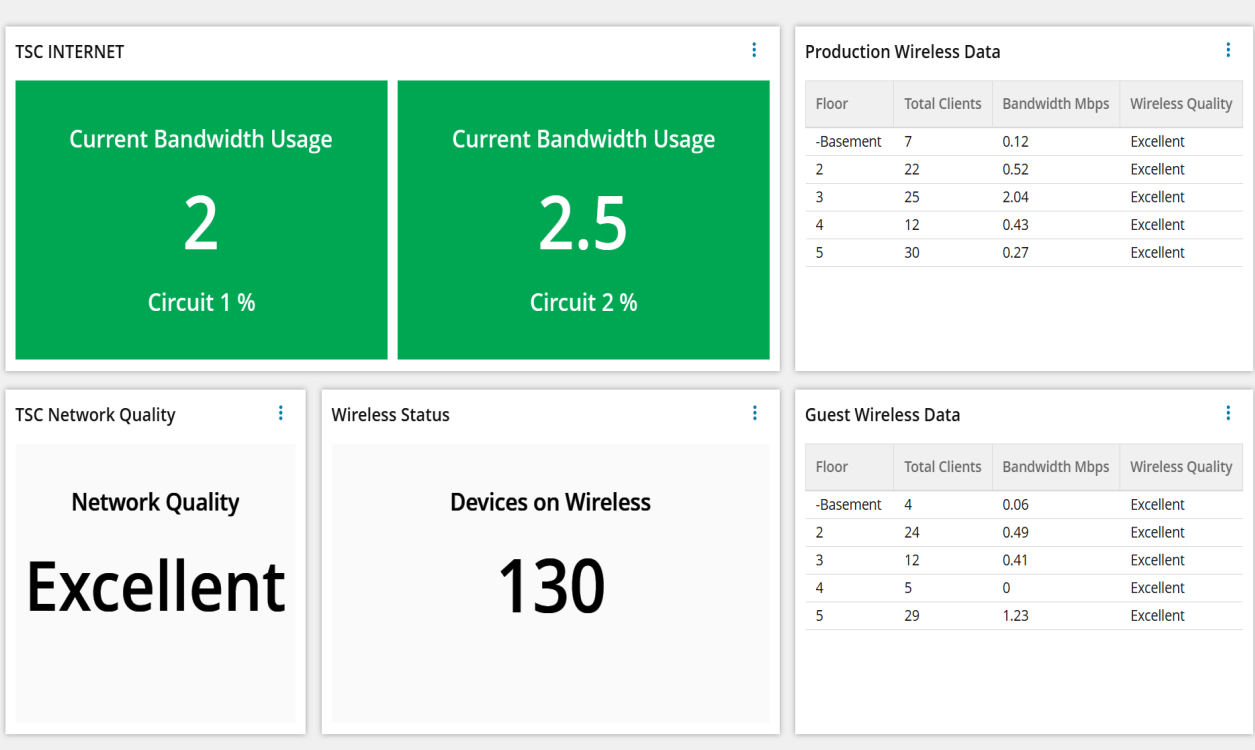 TSC INTERNET
Current Bandwidth Usage
2
Circuit 1 %
Current Bandwidth Usage
2.5
Circuit 2 %
Production Wireless Data
Floor Total Clients Bandwidth Mbps Wireless Quality
-Basement 7 0.12 Excellent
2 22 0.52 Excellent
3 25 2.04 Excellent
4 12 0.43 Excellent
5 30 0.27 Excellent
TSC Network Quality
Network Quality
Excellent
Wireless Status
Devices on Wireless
130
Guest Wireless Data
Floor Total Clients Bandwidth Mbps Wireless Quality
-Basement 4 0.06 Excellent
2 24 0.49 Excellent
3 12 0.41 Excellent
4 5 0 Excellent
5 29 1.23 Excellent